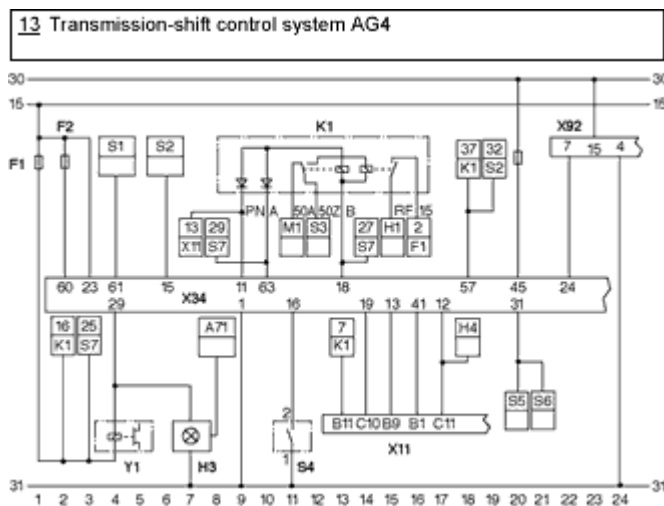 13 Transmission-shift control system AG4
30 30
15 15
F2 K1 X92
F1 S1 S2 37 32 7 15 4
K1 S2
PN A 50A 50Z B RF 15
13 29 M1 S3 27 H1 2
X11 S7 S7 F1
60 23 61 15 11 63 18 57 45 24
X34
29 1 16 19 13 41 12 31
16 25 A71 7 H4
K1 S7 K1
S5 S6
2 B11 C10 B9 B1 C11
X11
1
Y1 H3 S4
31 31
1 2 3 4 5 6 7 8 9 10 11 12 13 14 15 16 17 18 19 20 21 22 23 24